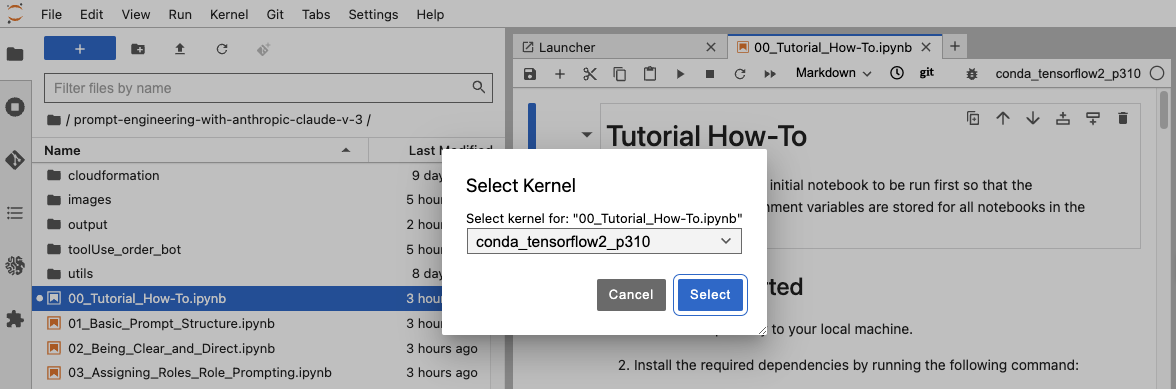 File Edit View Run Kernel Git Tabs Settings Help
+
Filter files by name
/ prompt-engineering-with-anthropic-claude-v-3 /
Name Last Modified
cloudformation 9 day
images 5 hour
output 2 hour
toolUse_order_bot 5 hour
utils 8 day
00_Tutorial_How-To.ipynb 3 hour
01_Basic_Prompt_Structure.ipynb 3 hour
02_Being_Clear_and_Direct.ipynb 3 hours ago
03_Assigning_Roles_Role_Prompting.ipynb 3 hours ago
Launcher
00_Tutorial_How-To.ipynb
Markdown git conda_tensorflow2_p310
Tutorial How-To
initial notebook to be run first so that the
nment variables are stored for all notebooks in the
rted
y to your local machine.
2. Install the required dependencies by running the following command:
Select Kernel
Select kernel for: "00_Tutorial_How-To.ipynb"
conda_tensorflow2_p310
Cancel Select